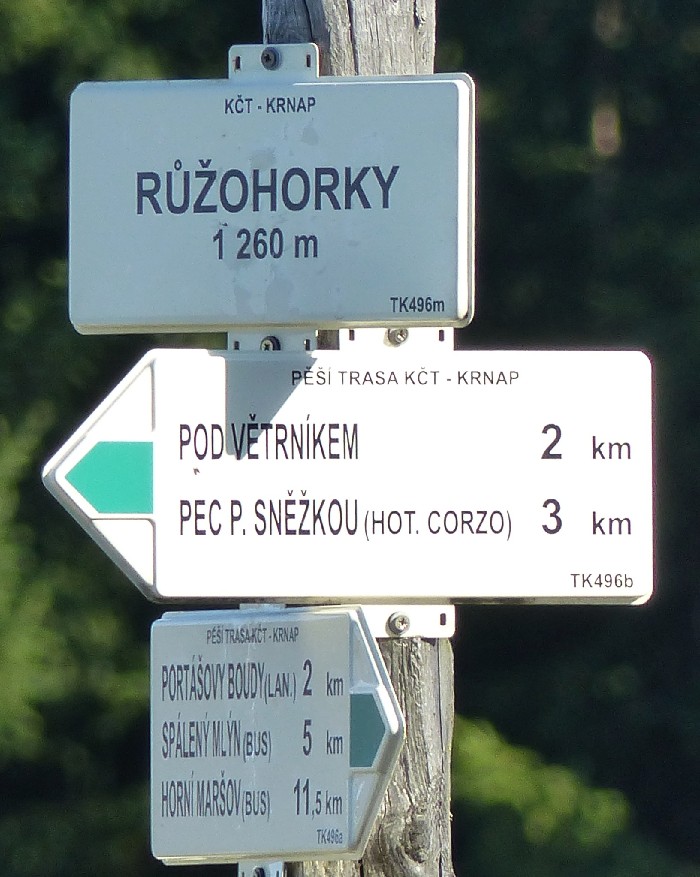 KČT - KRNAP
RŮŽOHORKY
1 260 m
TK496m
PĚŠÍ TRASA KČT - KRNAP
POD VĚTRNÍKEM 2 km
PEC P. SNĚŽKOU (HOT. CORZO) 3 km
TK496b
PĚŠÍ TRASA KČT - KRNAP
PORTÁŠOVY BOUDY (LAN.) 2 km
SPÁLENÝ MLÝN (BUS) 5 km
HORNÍ MARŠOV (BUS) 11,5 km
TK496a